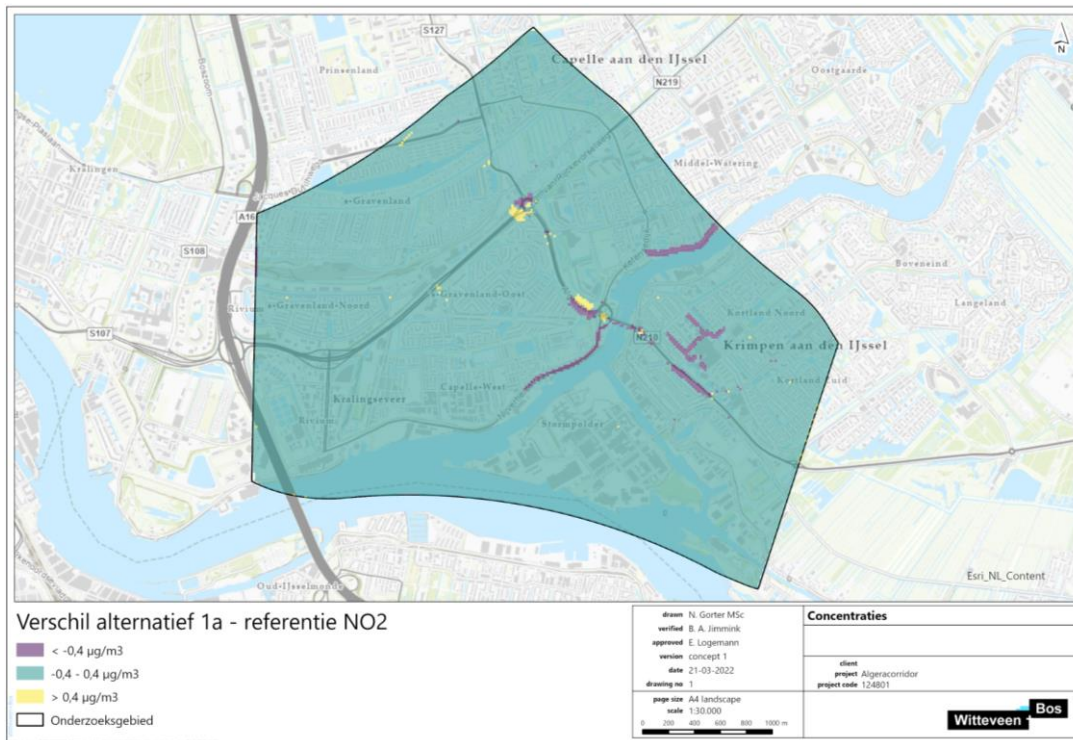 S127
Capelle aan den IJssel
N219
Prinsenland
Oostgaarde
N
Kralingen
Middel-Watering
s-Gravenland
A16
S108
Boveneind
Rivium
s-Gravenland-Noord
s-Gravenland-Oost
Kortland Noord
Langeland
S107
N210
Krimpen aan den IJssel
Capelle-West
Kortland Zuid
Kralingseveer
Rivium
Stormpolder
Oud-IJsselmonde
Esri_NL_Content
Verschil alternatief 1a - referentie NO2
< -0,4 µg/m3
-0,4 - 0,4 µg/m3
> 0,4 µg/m3
Onderzoeksgebied
drawn N. Gorter MSc
verified B. A. Jimmink
approved E. Logemann
version concept 1
date 21-03-2022
drawing no 1
page size A4 landscape
scale 1:30.000
0 200 400 600 800 1000 m
Concentraties
client
project Algeracorridor
project code 124801
Witteveen + Bos